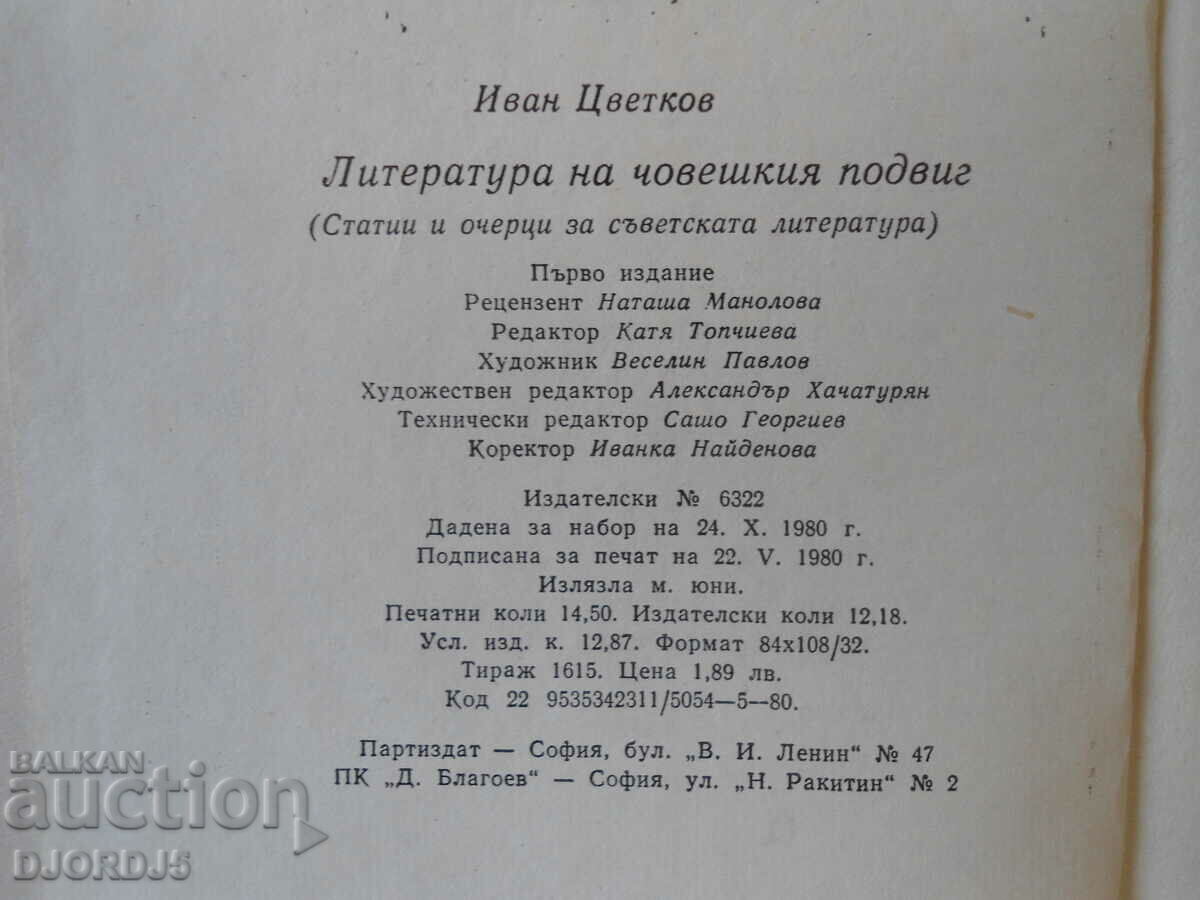 Иван Цветков
Литература на човешкия подвиг
(Статии и очерци за съветската литература)
Първо издание
Рецензент Наташа Манолова
Редактор Катя Топчиева
Художник Веселин Павлов
Художествен редактор Александър Хачатурян
Технически редактор Сашо Георгиев
Коректор Иванка Найденова
Издателски № 6322
Дадена за набор на 24. X. 1980 г.
Подписана за печат на 22. V. 1980 г.
Излязла м. юни.
Печатни коли 14,50. Издателски коли 12,18.
Усл. изд. к. 12,87. Формат 84х108/32.
Тираж 1615. Цена 1,89 лв.
Код 22 9535342311/5054—5—80.
Партиздат — София, бул. „В. И. Ленин“ № 47
ПК „Д. Благоев“ — София, ул. „Н. Ракитин“ № 2
BALKAN
auction
DJORDJ5